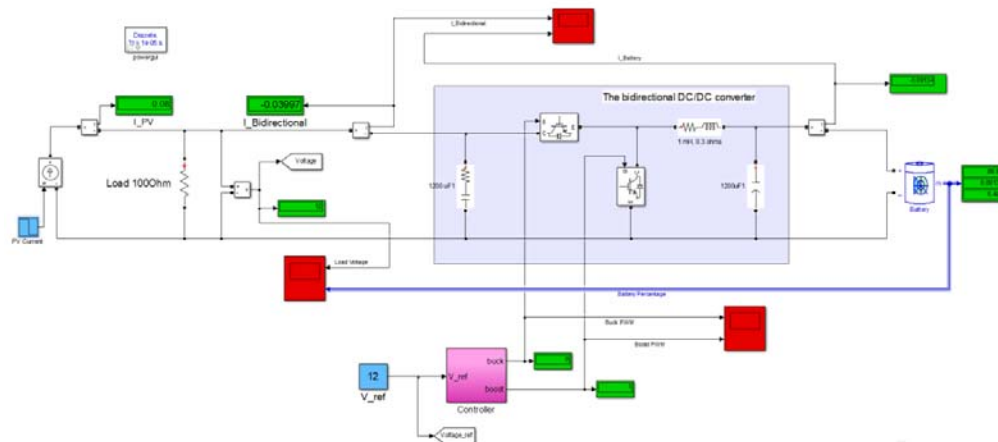 I_Bidirectional
Discrete
powergui
I_Battery
The bidirectional DC/DC converter
0.08
I_PV
-0.03997
I_Bidirectional
1 mH, 0.3 ohms
Voltage
Load 100Ohm
1200uF1
1200uF1
Battery
PV Current
Load Voltage
Battery Percentage
Buck PWM
Boost PWM
12
V_ref
V_ref
buck
boost
Controller
Voltage_ref